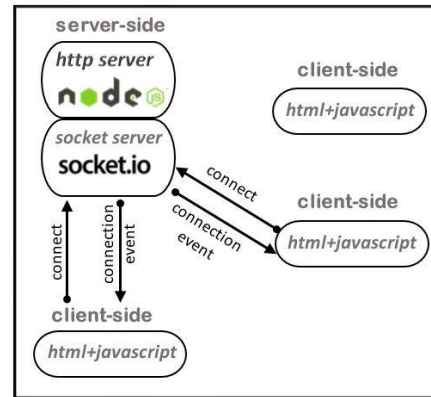 server-side
http server
node JS
socket server
socket.io
client-side
html+javascript
connect
client-side
html+javascript
connection
event
connect
connection
event
client-side
html+javascript